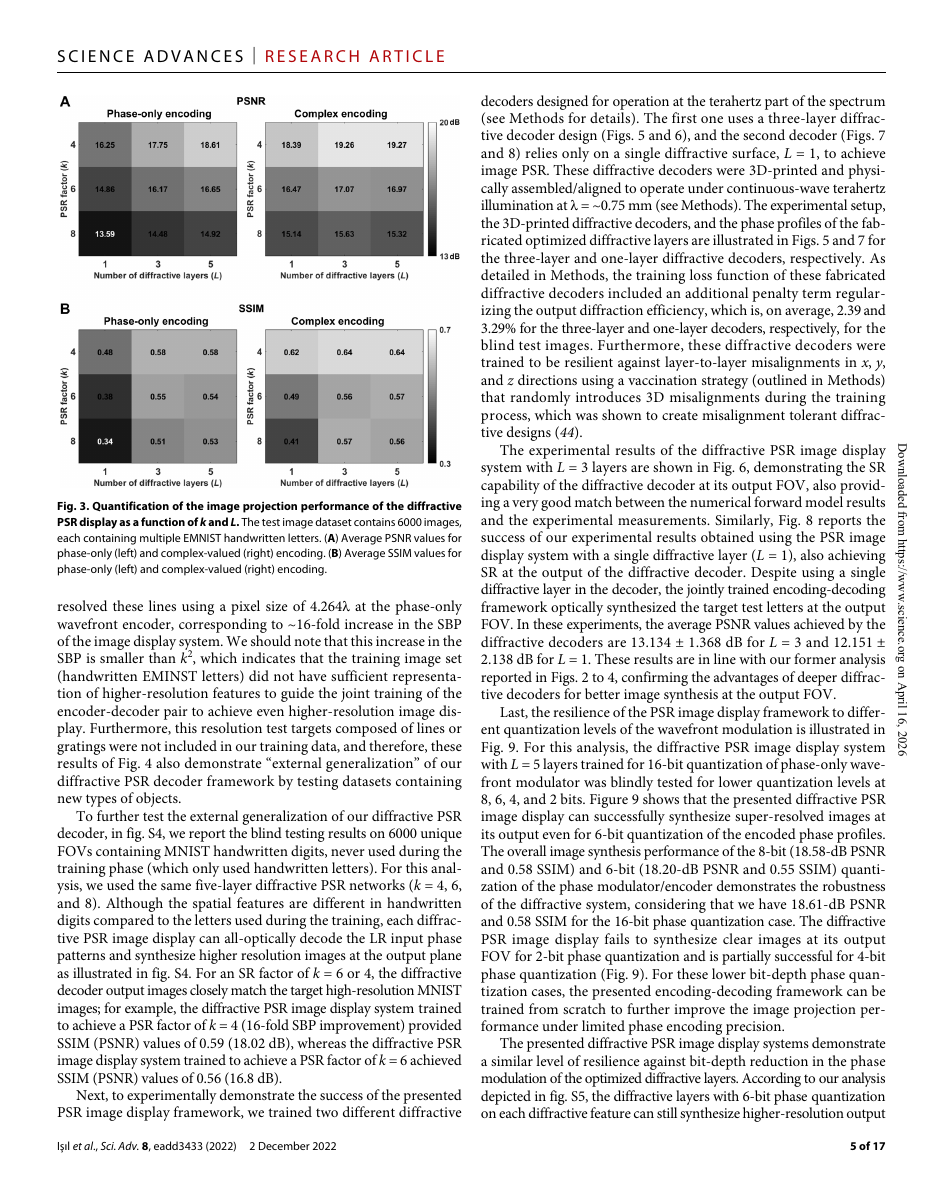 SCIENCE ADVANCES | RESEARCH ARTICLE
A
PSNR
Phase-only encoding
Complex encoding
20 dB
4
16.25
17.75
18.61
4
18.39
19.26
19.27
PSR factor (k)
6
14.86
16.17
16.65
PSR factor (k)
6
16.47
17.07
16.97
8
13.59
14.48
14.92
8
15.14
15.63
15.32
13 dB
1
3
5
1
3
5
Number of diffractive layers (L)
Number of diffractive layers (L)
B
SSIM
Phase-only encoding
Complex encoding
0.7
4
0.48
0.58
0.58
4
0.62
0.64
0.64
PSR factor (k)
6
0.38
0.55
0.54
PSR factor (k)
6
0.49
0.56
0.57
8
0.34
0.51
0.53
8
0.41
0.57
0.56
0.3
1
3
5
1
3
5
Number of diffractive layers (L)
Number of diffractive layers (L)
Fig. 3. Quantification of the image projection performance of the diffractive
PSR display as a function of k and L. The test image dataset contains 6000 images,
each containing multiple EMNIST handwritten letters. (A) Average PSNR values for
phase-only (left) and complex-valued (right) encoding. (B) Average SSIM values for
phase-only (left) and complex-valued (right) encoding.
resolved these lines using a pixel size of 4.264λ at the phase-only
wavefront encoder, corresponding to ~16-fold increase in the SBP
of the image display system. We should note that this increase in the
SBP is smaller than k², which indicates that the training image set
(handwritten EMINST letters) did not have sufficient representa-
tion of higher-resolution features to guide the joint training of the
encoder-decoder pair to achieve even higher-resolution image dis-
play. Furthermore, this resolution test targets composed of lines or
gratings were not included in our training data, and therefore, these
results of Fig. 4 also demonstrate “external generalization” of our
diffractive PSR decoder framework by testing datasets containing
new types of objects.
To further test the external generalization of our diffractive PSR
decoder, in fig. S4, we report the blind testing results on 6000 unique
FOVs containing MNIST handwritten digits, never used during the
training phase (which only used handwritten letters). For this anal-
ysis, we used the same five-layer diffractive PSR networks (k = 4, 6,
and 8). Although the spatial features are different in handwritten
digits compared to the letters used during the training, each diffrac-
tive PSR image display can all-optically decode the LR input phase
patterns and synthesize higher resolution images at the output plane
as illustrated in fig. S4. For an SR factor of k = 6 or 4, the diffractive
decoder output images closely match the target high-resolution MNIST
images; for example, the diffractive PSR image display system trained
to achieve a PSR factor of k = 4 (16-fold SBP improvement) provided
SSIM (PSNR) values of 0.59 (18.02 dB), whereas the diffractive PSR
image display system trained to achieve a PSR factor of k = 6 achieved
SSIM (PSNR) values of 0.56 (16.8 dB).
Next, to experimentally demonstrate the success of the presented
PSR image display framework, we trained two different diffractive
decoders designed for operation at the terahertz part of the spectrum
(see Methods for details). The first one uses a three-layer diffrac-
tive decoder design (Figs. 5 and 6), and the second decoder (Figs. 7
and 8) relies only on a single diffractive surface, L = 1, to achieve
image PSR. These diffractive decoders were 3D-printed and physi-
cally assembled/aligned to operate under continuous-wave terahertz
illumination at λ = ~0.75 mm (see Methods). The experimental setup,
the 3D-printed diffractive decoders, and the phase profiles of the fab-
ricated optimized diffractive layers are illustrated in Figs. 5 and 7 for
the three-layer and one-layer diffractive decoders, respectively. As
detailed in Methods, the training loss function of these fabricated
diffractive decoders included an additional penalty term regular-
izing the output diffraction efficiency, which is, on average, 2.39 and
3.29% for the three-layer and one-layer decoders, respectively, for the
blind test images. Furthermore, these diffractive decoders were
trained to be resilient against layer-to-layer misalignments in x, y,
and z directions using a vaccination strategy (outlined in Methods)
that randomly introduces 3D misalignments during the training
process, which was shown to create misalignment tolerant diffrac-
tive designs (44).
The experimental results of the diffractive PSR image display
system with L = 3 layers are shown in Fig. 6, demonstrating the SR
capability of the diffractive decoder at its output FOV, also provid-
ing a very good match between the numerical forward model results
and the experimental measurements. Similarly, Fig. 8 reports the
success of our experimental results obtained using the PSR image
display system with a single diffractive layer (L = 1), also achieving
SR at the output of the diffractive decoder. Despite using a single
diffractive layer in the decoder, the jointly trained encoding-decoding
framework optically synthesized the target test letters at the output
FOV. In these experiments, the average PSNR values achieved by the
diffractive decoders are 13.134 ± 1.368 dB for L = 3 and 12.151 ±
2.138 dB for L = 1. These results are in line with our former analysis
reported in Figs. 2 to 4, confirming the advantages of deeper diffrac-
tive decoders for better image synthesis at the output FOV.
Last, the resilience of the PSR image display framework to differ-
ent quantization levels of the wavefront modulation is illustrated in
Fig. 9. For this analysis, the diffractive PSR image display system
with L = 5 layers trained for 16-bit quantization of phase-only wave-
front modulator was blindly tested for lower quantization levels at
8, 6, 4, and 2 bits. Figure 9 shows that the presented diffractive PSR
image display can successfully synthesize super-resolved images at
its output even for 6-bit quantization of the encoded phase profiles.
The overall image synthesis performance of the 8-bit (18.58-dB PSNR
and 0.58 SSIM) and 6-bit (18.20-dB PSNR and 0.55 SSIM) quanti-
zation of the phase modulator/encoder demonstrates the robustness
of the diffractive system, considering that we have 18.61-dB PSNR
and 0.58 SSIM for the 16-bit phase quantization case. The diffractive
PSR image display fails to synthesize clear images at its output
FOV for 2-bit phase quantization and is partially successful for 4-bit
phase quantization (Fig. 9). For these lower bit-depth phase quan-
tization cases, the presented encoding-decoding framework can be
trained from scratch to further improve the image projection per-
formance under limited phase encoding precision.
The presented diffractive PSR image display systems demonstrate
a similar level of resilience against bit-depth reduction in the phase
modulation of the optimized diffractive layers. According to our analysis
depicted in fig. S5, the diffractive layers with 6-bit phase quantization
on each diffractive feature can still synthesize higher-resolution output
Downloaded from https://www.science.org on April 16, 2026
Işıl et al., Sci. Adv. 8, eadd3433 (2022) 2 December 2022
5 of 17